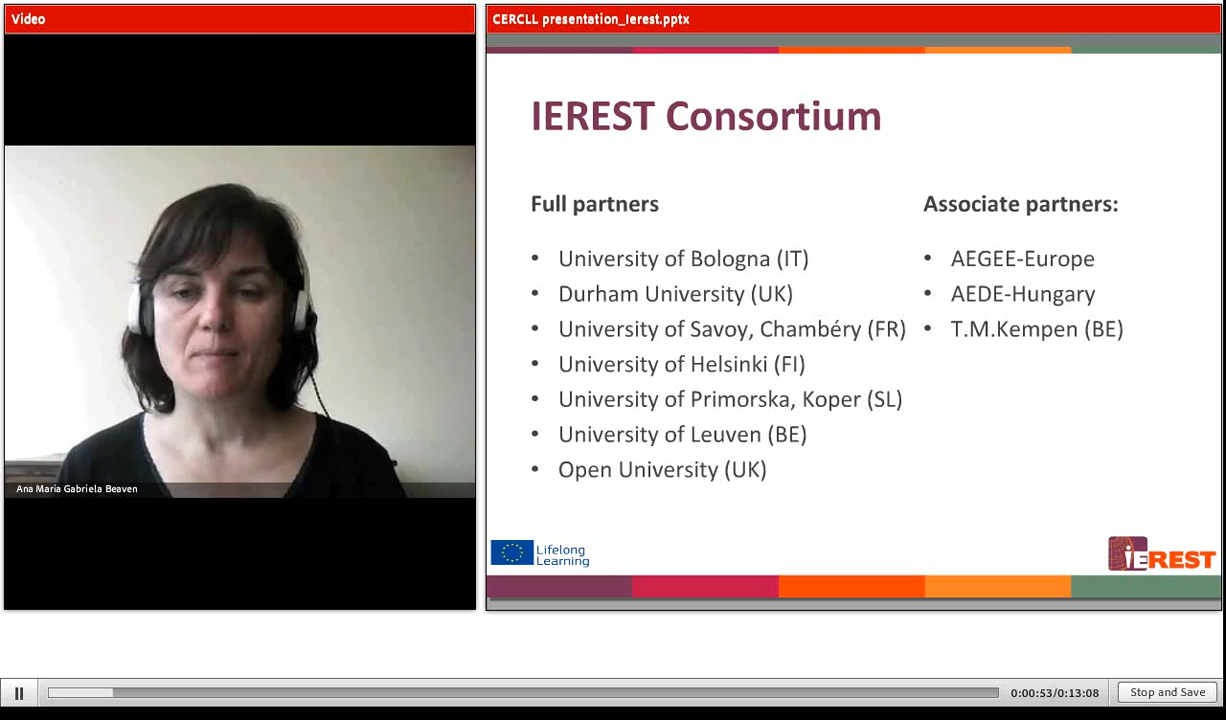 Video
Ana Maria Gabriela Beaven
CERCLL presentation_ierest.pptx
IEREST Consortium
Full partners
• University of Bologna (IT)
• Durham University (UK)
• University of Savoy, Chambéry (FR)
• University of Helsinki (FI)
• University of Primorska, Koper (SL)
• University of Leuven (BE)
• Open University (UK)
Associate partners:
• AEGEE-Europe
• AEDE-Hungary
• T.M.Kempen (BE)
Lifelong
Learning
iEREST
0:00:53/0:13:08
Stop and Save